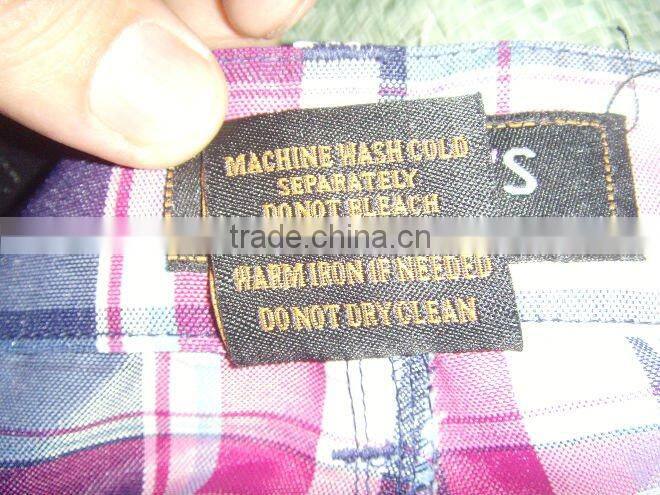 MACHINE WASH COLD
'S
SEPARATELY
DO NOT BLEACH
trade.china.cn
WARM IRON IF NEEDED
DO NOT DRY CLEAN